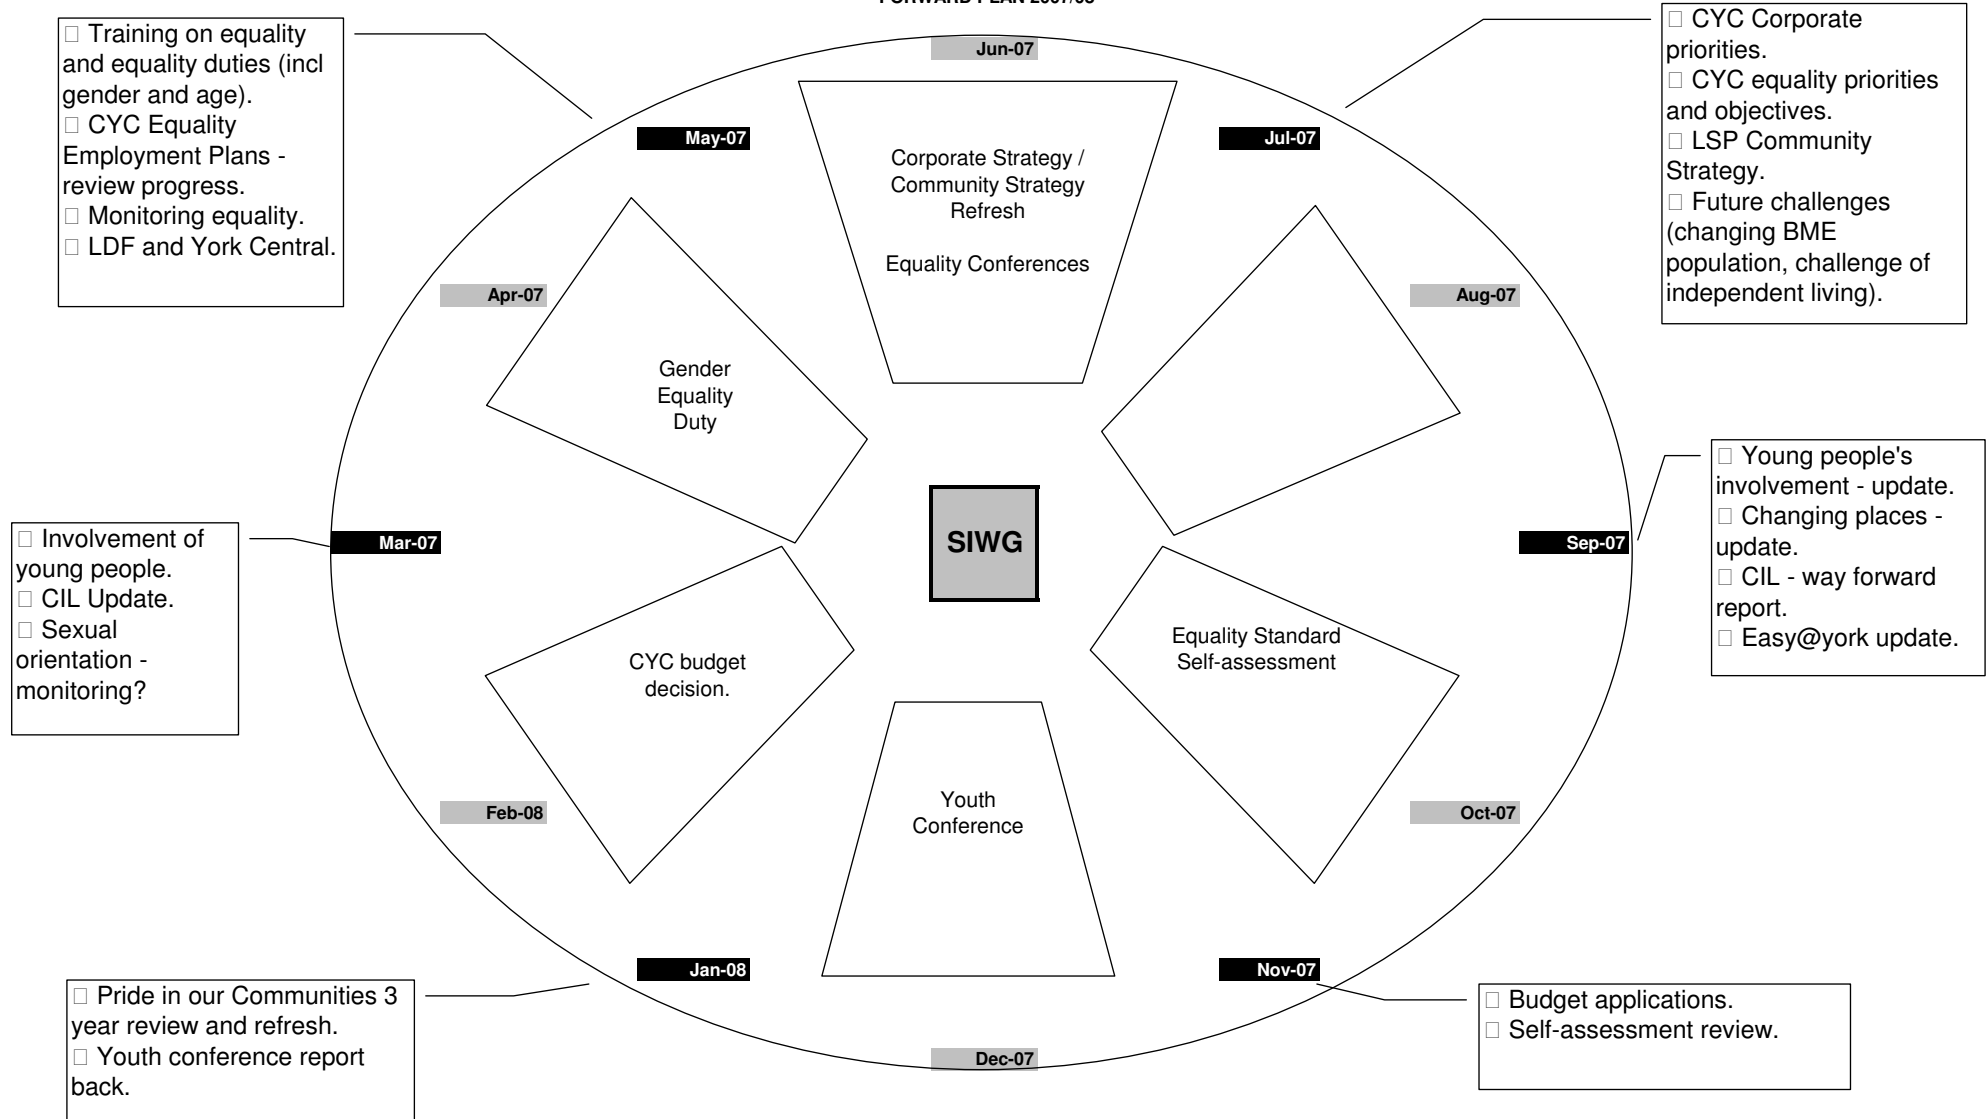 FORWARD PLAN 2007/08
□ Training on equality
and equality duties (incl
gender and age).
□ CYC Equality
Employment Plans -
review progress.
□ Monitoring equality.
□ LDF and York Central.
Jun-07
□ CYC Corporate
priorities.
□ CYC equality priorities
and objectives.
□ LSP Community
Strategy.
□ Future challenges
(changing BME
population, challenge of
independent living).
May-07
Jul-07
Corporate Strategy /
Community Strategy
Refresh
Equality Conferences
Apr-07
Aug-07
Gender
Equality
Duty
□ Involvement of
young people.
□ CIL Update.
□ Sexual
orientation -
monitoring?
Mar-07
SIWG
Sep-07
□ Young people's
involvement - update.
□ Changing places -
update.
□ CIL - way forward
report.
□ Easy@york update.
CYC budget
decision.
Equality Standard
Self-assessment
Feb-08
Youth
Conference
Oct-07
Jan-08
Nov-07
□ Pride in our Communities 3
year review and refresh.
□ Youth conference report
back.
Dec-07
□ Budget applications.
□ Self-assessment review.